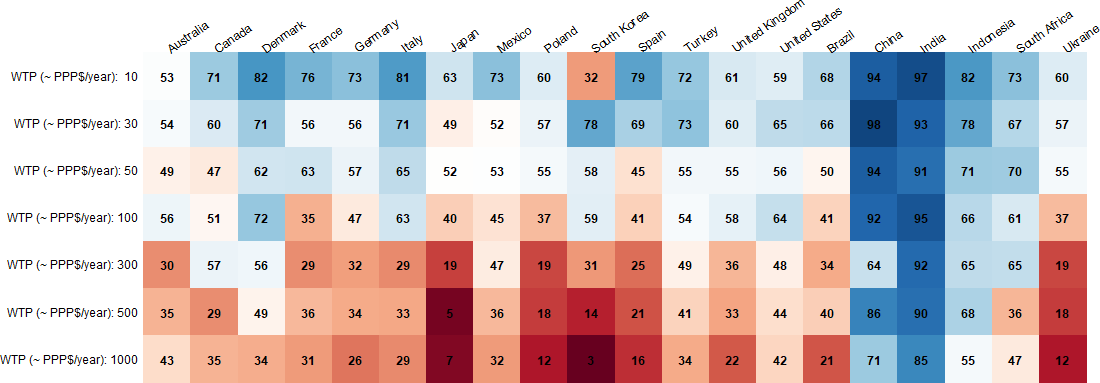 Australia Canada Denmark France Germany Italy Japan Mexico Poland South Korea Spain Turkey United Kingdom United States Brazil China India Indonesia South Africa Ukraine
WTP (~ PPP$/year): 10 53 71 82 76 73 81 63 73 60 32 79 72 61 59 68 94 97 82 73 60
WTP (~ PPP$/year): 30 54 60 71 56 56 71 49 52 57 78 69 73 60 65 66 98 93 78 67 57
WTP (~ PPP$/year): 50 49 47 62 63 57 65 52 53 55 58 45 55 55 56 50 94 91 71 70 55
WTP (~ PPP$/year): 100 56 51 72 35 47 63 40 45 37 59 41 54 58 64 41 92 95 66 61 37
WTP (~ PPP$/year): 300 30 57 56 29 32 29 19 47 19 31 25 49 36 48 34 64 92 65 65 19
WTP (~ PPP$/year): 500 35 29 49 36 34 33 5 36 18 14 21 41 33 44 40 86 90 68 36 18
WTP (~ PPP$/year): 1000 43 35 34 31 26 29 7 32 12 3 16 34 22 42 21 71 85 55 47 12